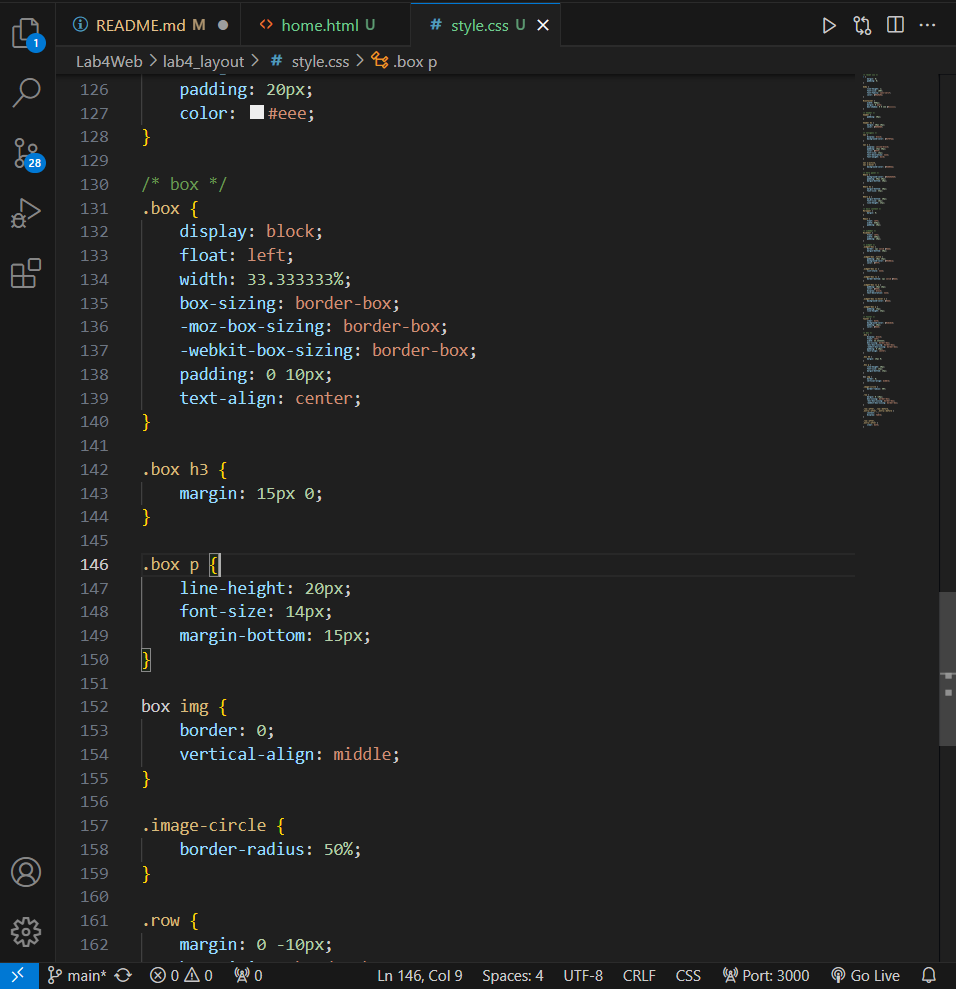 README.md M
home.html U
style.css U
1
Lab4Web > lab4_layout > # style.css > .box p
126 padding: 20px;
127 color: #eee;
128 }
129
130 /* box */
131 .box {
132 display: block;
133 float: left;
134 width: 33.333333%;
135 box-sizing: border-box;
136 -moz-box-sizing: border-box;
137 -webkit-box-sizing: border-box;
138 padding: 0 10px;
139 text-align: center;
140 }
141
142 .box h3 {
143 margin: 15px 0;
144 }
145
146 .box p {
147 line-height: 20px;
148 font-size: 14px;
149 margin-bottom: 15px;
150 }
151
152 box img {
153 border: 0;
154 vertical-align: middle;
155 }
156
157 .image-circle {
158 border-radius: 50%;
159 }
160
161 .row {
162 margin: 0 -10px;
28
main* 0 0 0 Ln 146, Col 9 Spaces: 4 UTF-8 CRLF CSS Port: 3000 Go Live